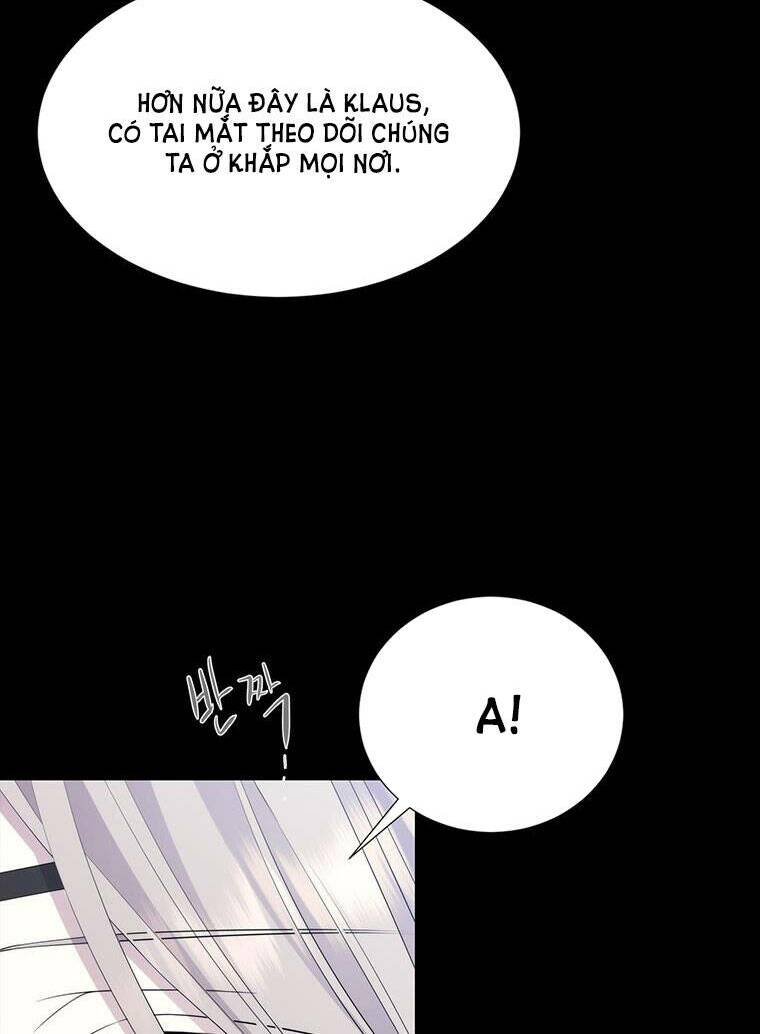 HƠN NỮA ĐÂY LÀ KLAUS,
CÓ TAI MẮT THEO DÕI CHÚNG
TA Ở KHẮP MỌI NƠI.
반짝
A!